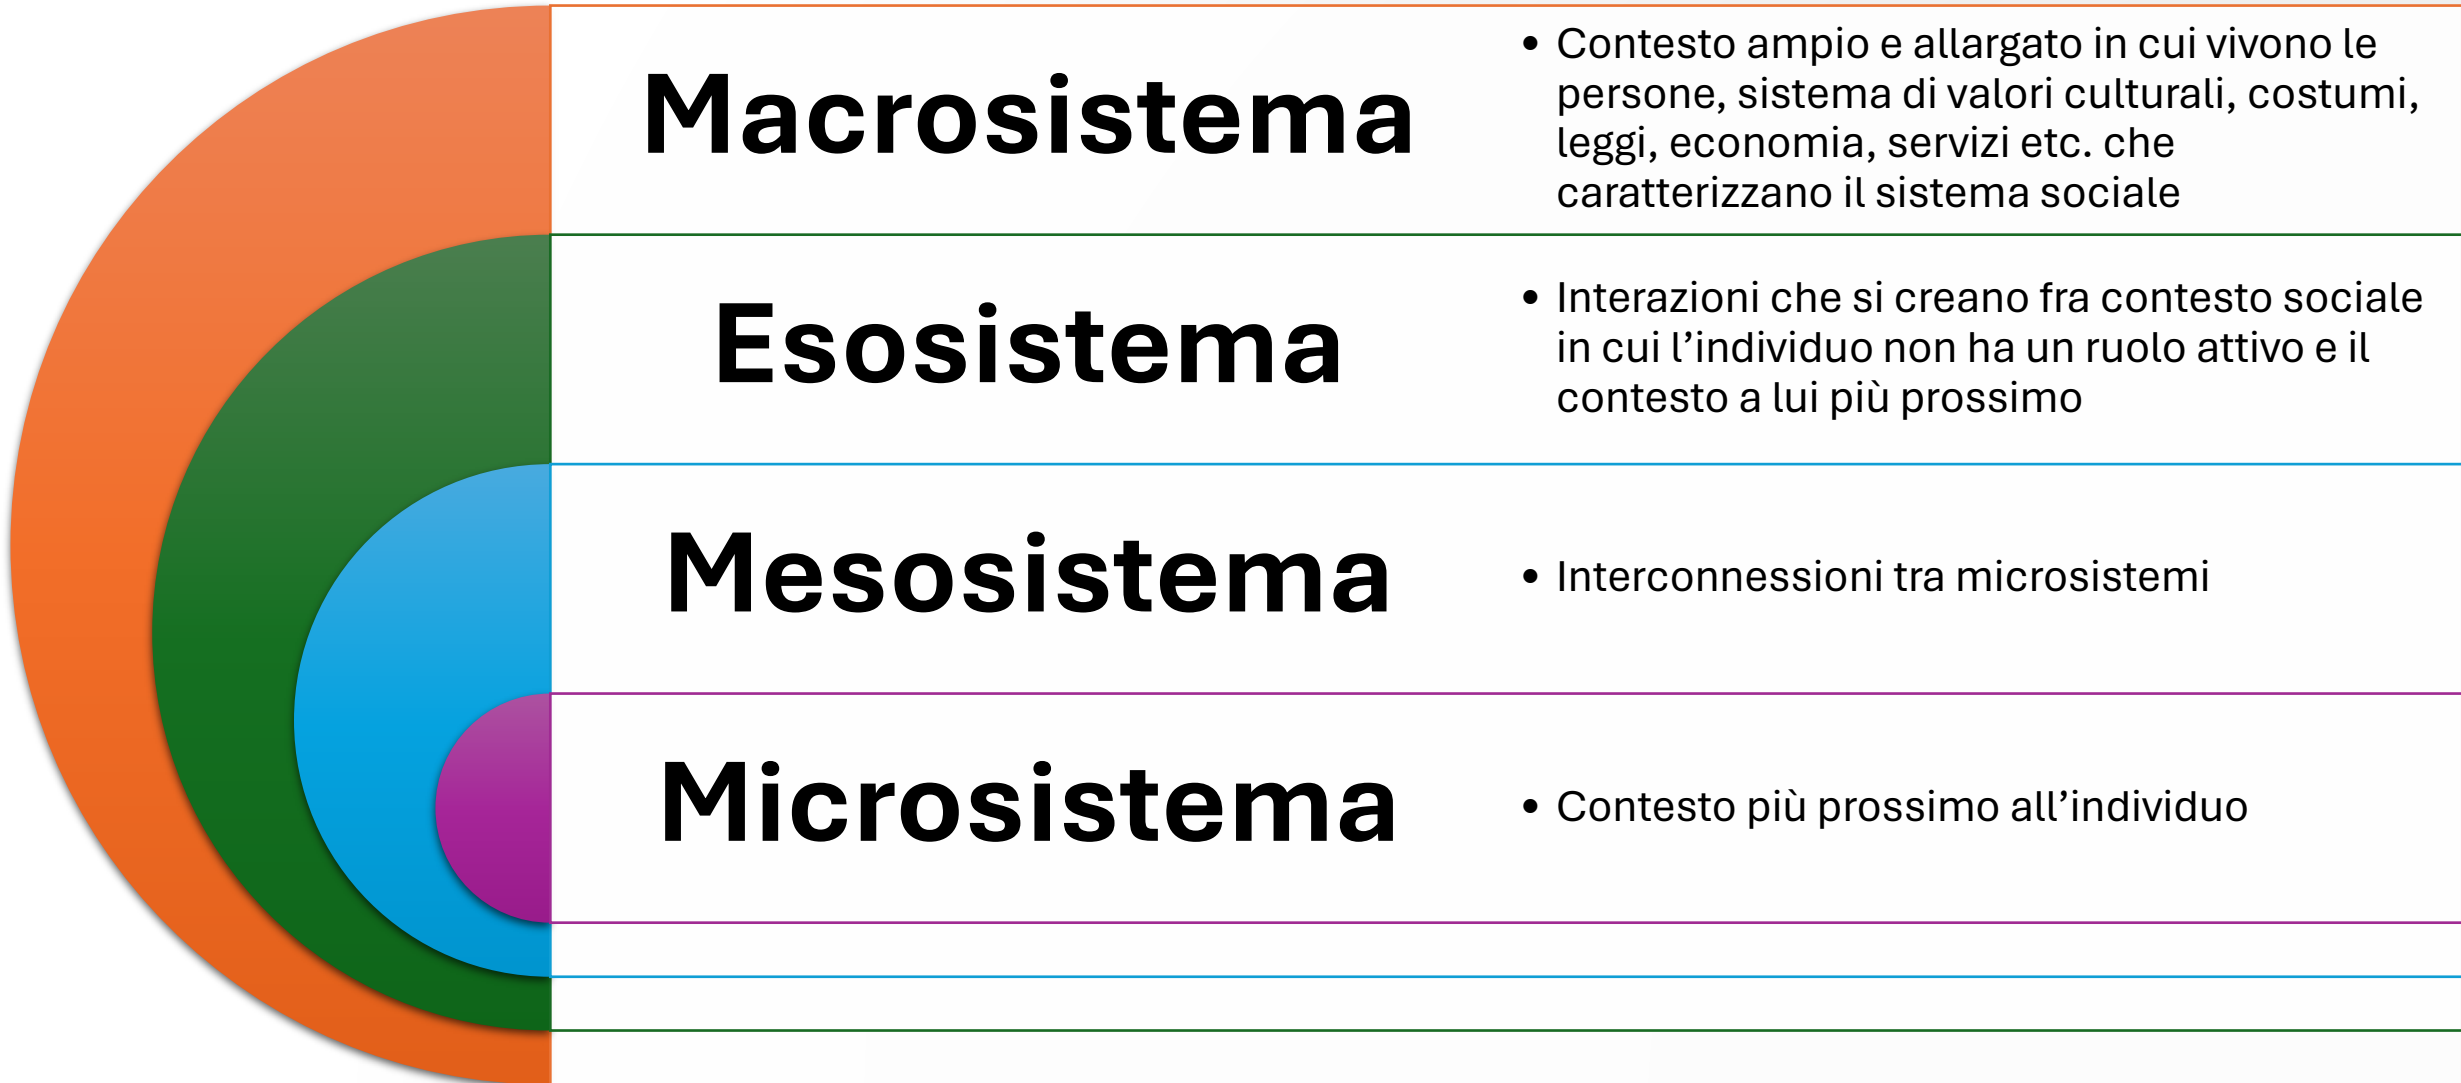 Macrosistema
• Contesto ampio e allargato in cui vivono le
persone, sistema di valori culturali, costumi,
leggi, economia, servizi etc. che
caratterizzano il sistema sociale
Esosistema
• Interazioni che si creano fra contesto sociale
in cui l’individuo non ha un ruolo attivo e il
contesto a lui più prossimo
Mesosistema
• Interconnessioni tra microsistemi
Microsistema
• Contesto più prossimo all’individuo